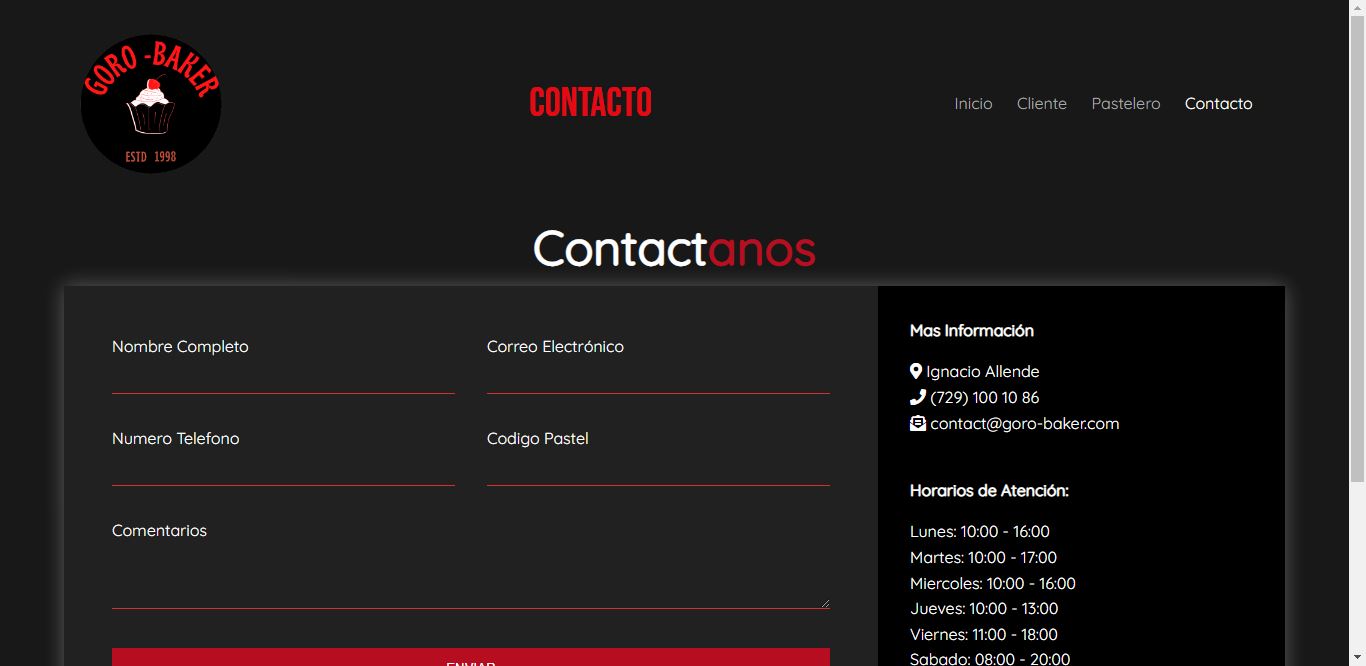 GORO -BAKER
ESTD 1998
CONTACTO
Inicio Cliente Pastelero Contacto
Contactanos
Nombre Completo
Correo Electrónico
Numero Telefono
Codigo Pastel
Comentarios
ENVIAR
Mas Información
Ignacio Allende
(729) 100 10 86
contact@goro-baker.com
Horarios de Atención:
Lunes: 10:00 - 16:00
Martes: 10:00 - 17:00
Miercoles: 10:00 - 16:00
Jueves: 10:00 - 13:00
Viernes: 11:00 - 18:00
Sabado: 08:00 - 20:00